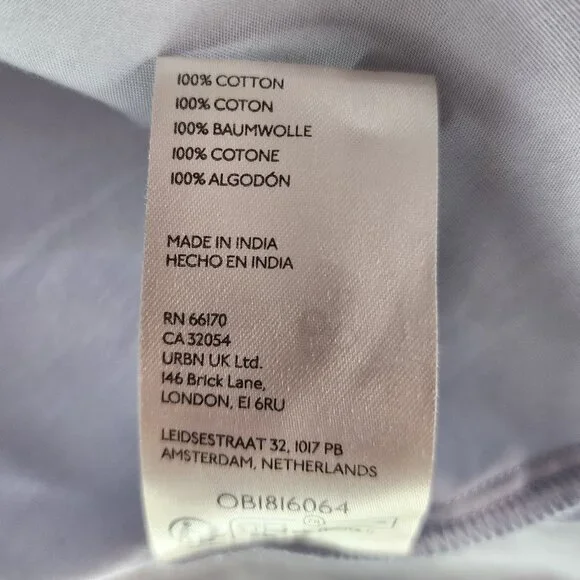 100% COTTON
100% COTON
100% BAUMWOLLE
100% COTONE
100% ALGODÓN
MADE IN INDIA
HECHO EN INDIA
RN 66170
CA 32054
URBN UK Ltd.
146 Brick Lane,
LONDON, E1 6RU
LEIDSESTRAAT 32, 1017 PB
AMSTERDAM, NETHERLANDS
OB1816064